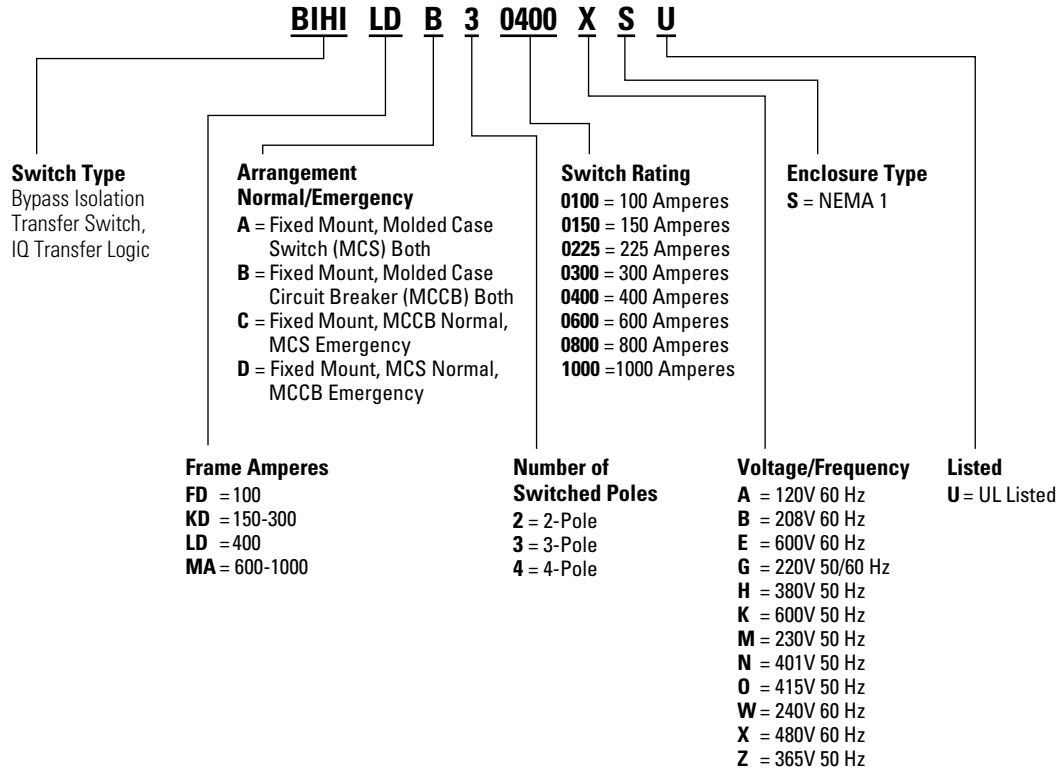 BIHI LD B 3 0400 X S U
Switch Type
Bypass Isolation
Transfer Switch,
IQ Transfer Logic
Arrangement
Normal/Emergency
A = Fixed Mount, Molded Case
Switch (MCS) Both
B = Fixed Mount, Molded Case
Circuit Breaker (MCCB) Both
C = Fixed Mount, MCCB Normal,
MCS Emergency
D = Fixed Mount, MCS Normal,
MCCB Emergency
Switch Rating
0100 = 100 Amperes
0150 = 150 Amperes
0225 = 225 Amperes
0300 = 300 Amperes
0400 = 400 Amperes
0600 = 600 Amperes
0800 = 800 Amperes
1000 =1000 Amperes
Enclosure Type
S = NEMA 1
Frame Amperes
FD =100
KD =150-300
LD =400
MA = 600-1000
Number of
Switched Poles
2 = 2-Pole
3 = 3-Pole
4 = 4-Pole
Voltage/Frequency
A = 120V 60 Hz
B = 208V 60 Hz
E = 600V 60 Hz
G = 220V 50/60 Hz
H = 380V 50 Hz
K = 600V 50 Hz
M = 230V 50 Hz
N = 401V 50 Hz
O = 415V 50 Hz
W = 240V 60 Hz
X = 480V 60 Hz
Z = 365V 50 Hz
Listed
U = UL Listed